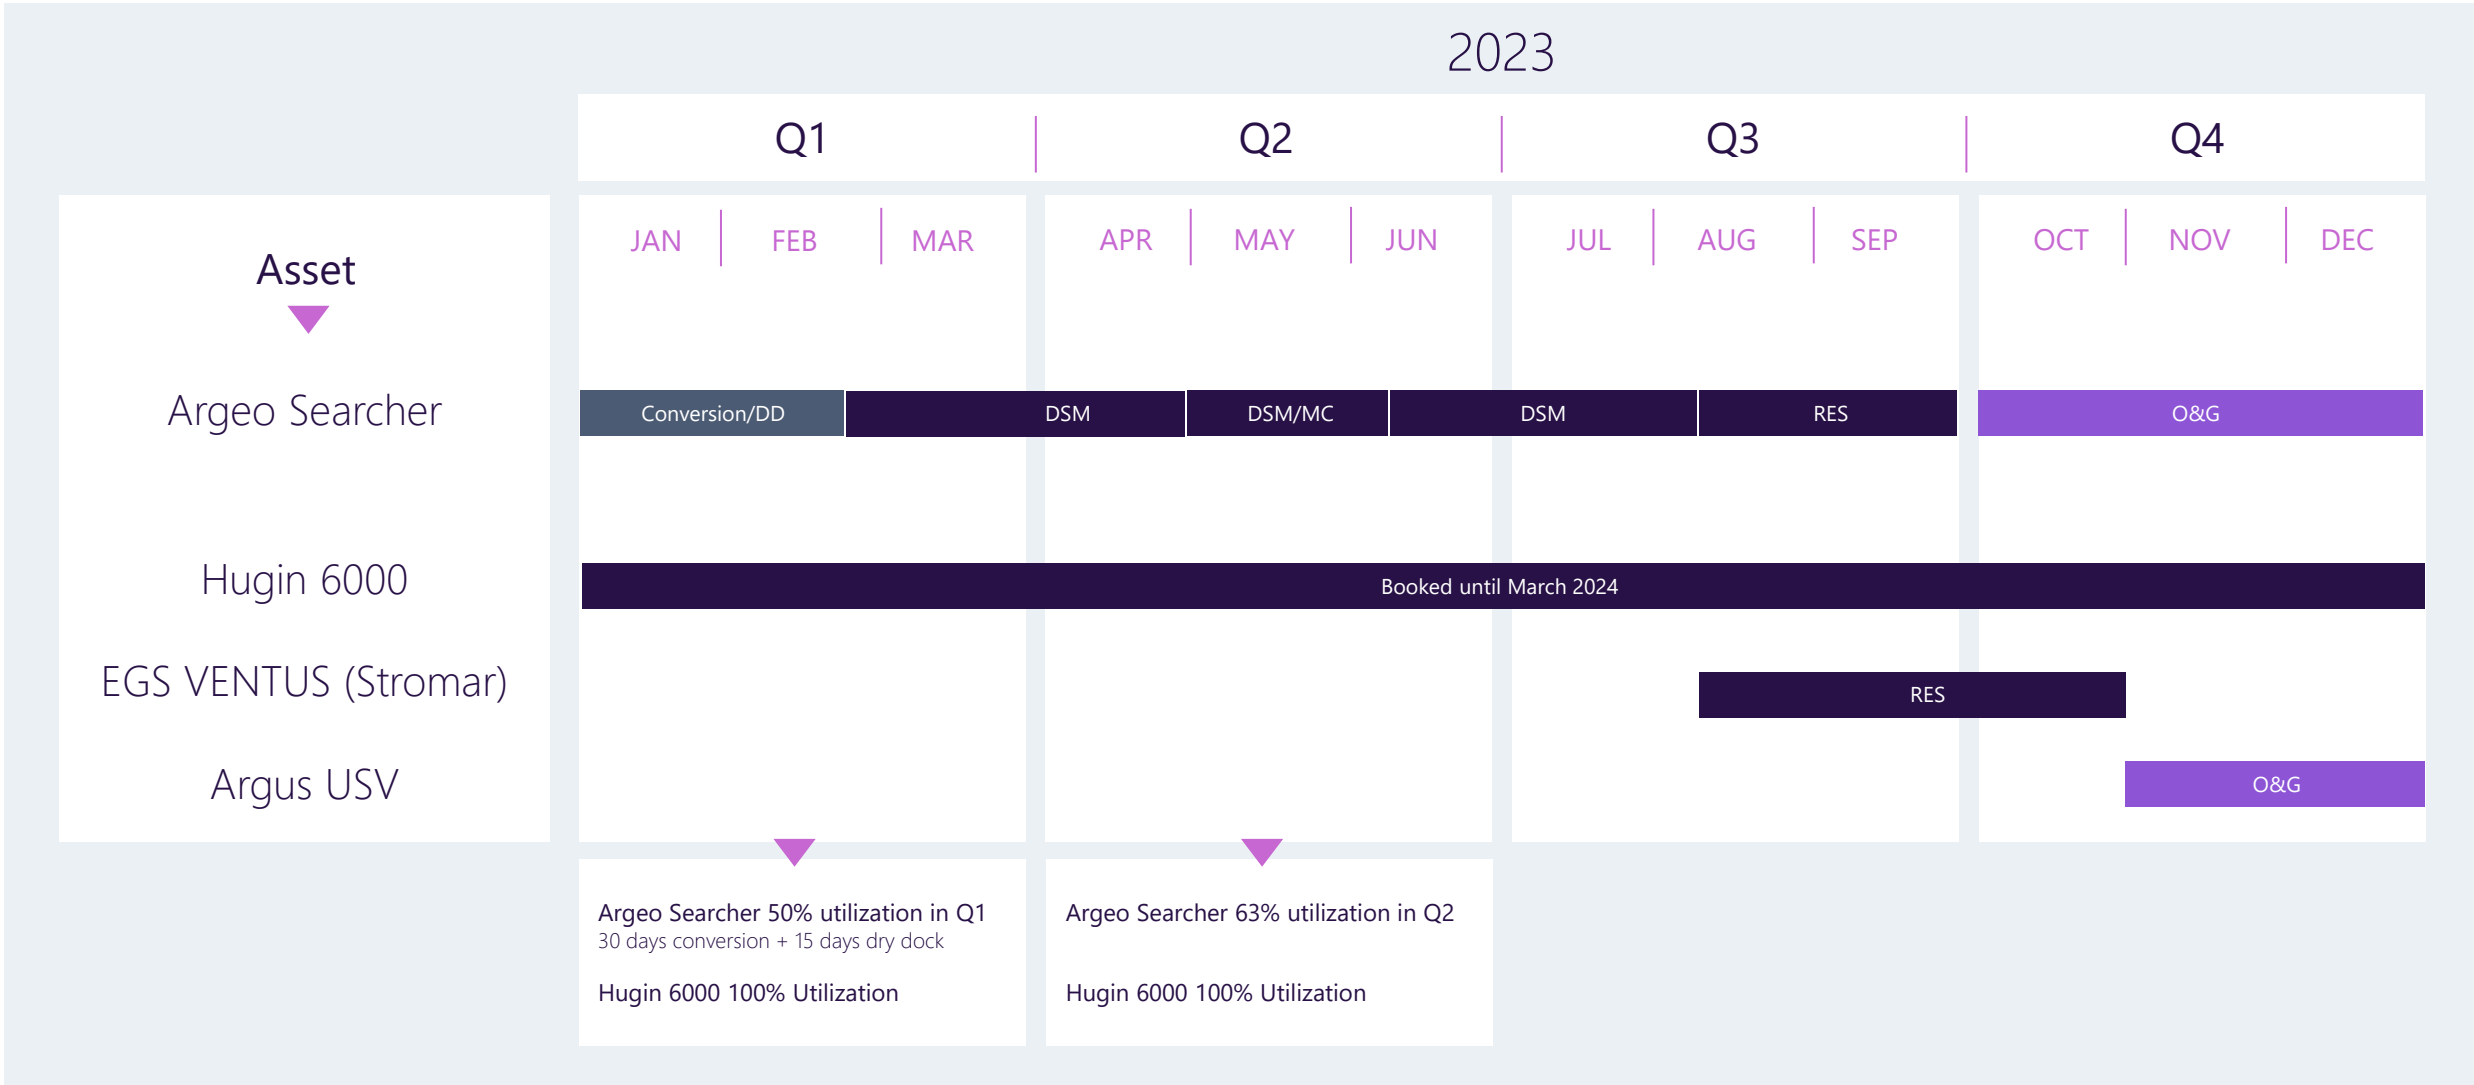 2023
Q1
Q2
Q3
Q4
Asset
JAN
FEB
MAR
APR
MAY
JUN
JUL
AUG
SEP
OCT
NOV
DEC
Argeo Searcher
Conversion/DD
DSM
DSM/MC
DSM
RES
O&G
Hugin 6000
Booked until March 2024
EGS VENTUS (Stromar)
RES
Argus USV
O&G
Argeo Searcher 50% utilization in Q1
30 days conversion + 15 days dry dock
Hugin 6000 100% Utilization
Argeo Searcher 63% utilization in Q2
Hugin 6000 100% Utilization